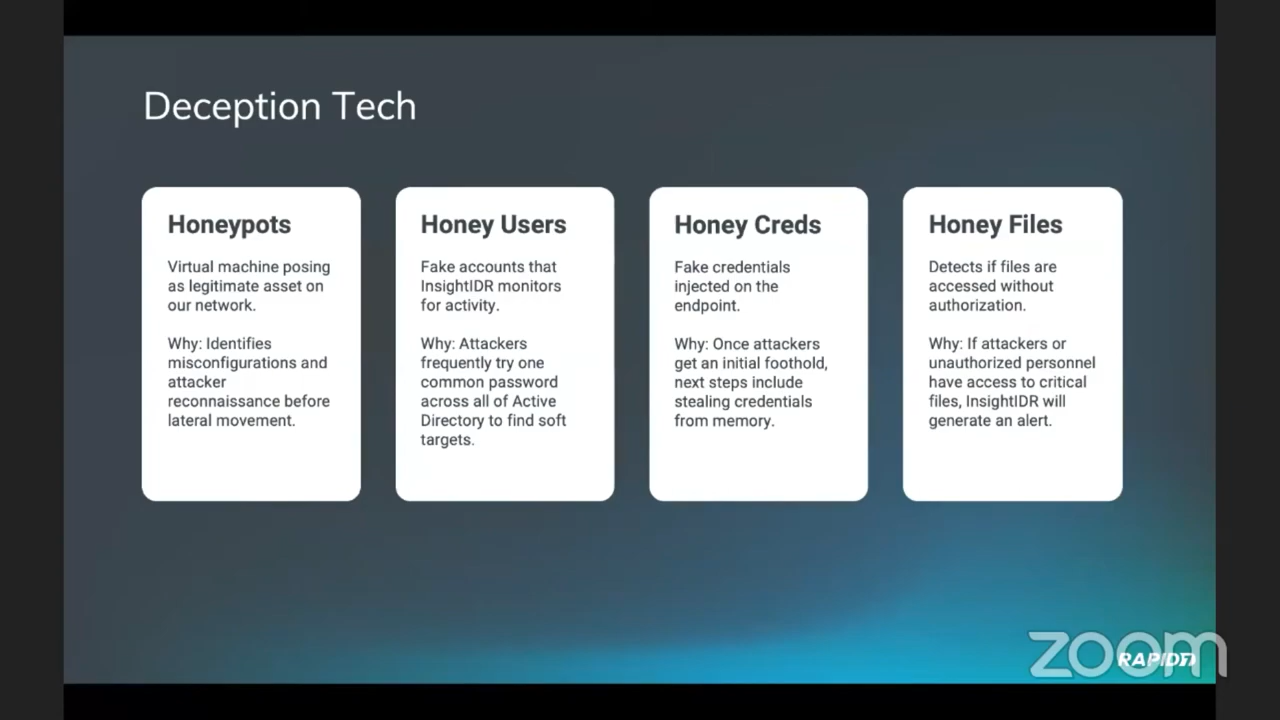 Deception Tech
Honeypots
Virtual machine posing
as legitimate asset on
our network.
Why: Identifies
misconfigurations and
attacker
reconnaissance before
lateral movement.
Honey Users
Fake accounts that
InsightIDR monitors
for activity.
Why: Attackers
frequently try one
common password
across all of Active
Directory to find soft
targets.
Honey Creds
Fake credentials
injected on the
endpoint.
Why: Once attackers
get an initial foothold,
next steps include
stealing credentials
from memory.
Honey Files
Detects if files are
accessed without
authorization.
Why: If attackers or
unauthorized personnel
have access to critical
files, InsightIDR will
generate an alert.
zoom
RAPID7